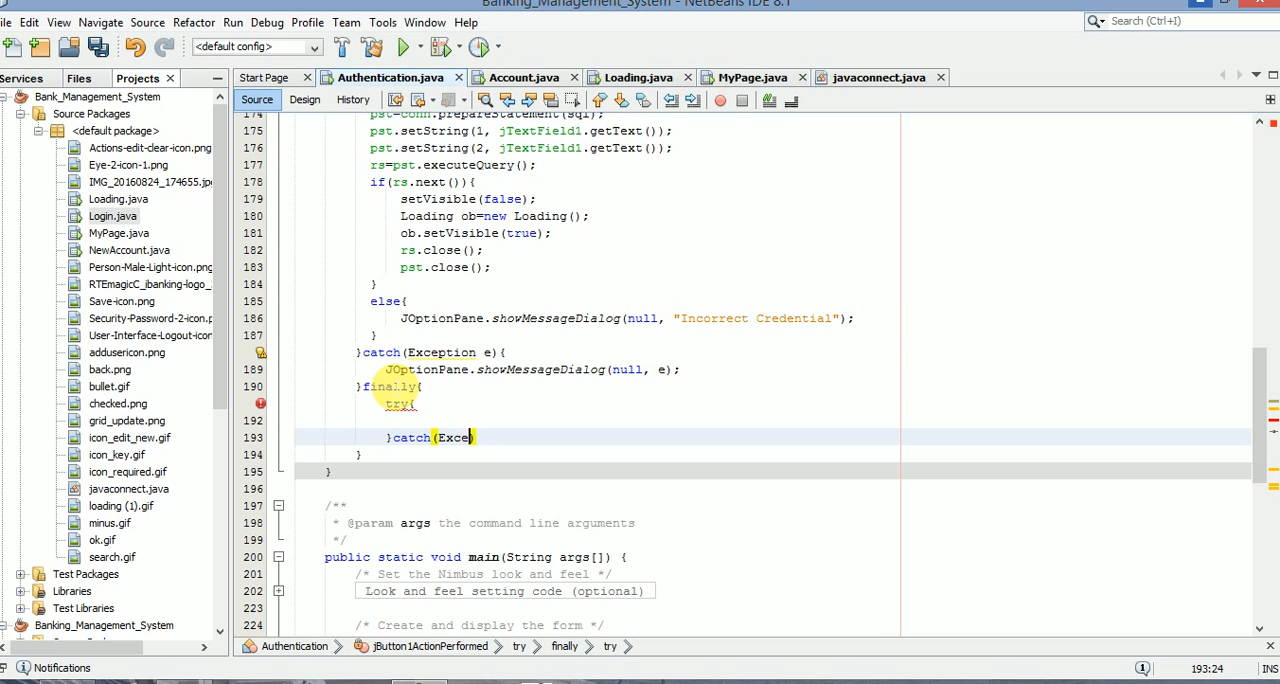 Banking_Management_System - NetBeans IDE 8.1
ile Edit View Navigate Source Refactor Run Debug Profile Team Tools Window Help
Search (Ctrl+I)
<default config>
Services Files Projects
Start Page Authentication.java Account.java Loading.java MyPage.java javaconnect.java
Source Design History
Bank_Management_System
Source Packages
<default package>
Actions-edit-clear-icon.png
Eye-2-icon-1.png
IMG_20160824_174655.jp
Loading.java
Login.java
MyPage.java
NewAccount.java
Person-Male-Light-icon.png
RTEmagicC_ibanking-logo_
Save-icon.png
Security-Password-2-icon.p
User-Interface-Logout-icon
addusericon.png
back.png
bullet.gif
checked.png
grid_update.png
icon_edit_new.gif
icon_key.gif
icon_required.gif
javaconnect.java
loading (1).gif
minus.gif
ok.gif
search.gif
Test Packages
Libraries
Test Libraries
Banking_Management_System
174 pst=conn.prepareStatement(sql);
175 pst.setString(1, jTextField1.getText());
176 pst.setString(2, jTextField1.getText());
177 rs=pst.executeQuery();
178 if(rs.next()){
179 setVisible(false);
180 Loading ob=new Loading();
181 ob.setVisible(true);
182 rs.close();
183 pst.close();
184 }
185 else{
186 JOptionPane.showMessageDialog(null, "Incorrect Credential");
187 }
}catch(Exception e){
189 JOptionPane.showMessageDialog(null, e);
190 }finally{
try{
192
193 }catch(Exce)
194 }
195 }
196
197 /**
198 * @param args the command line arguments
199 */
200 public static void main(String args[]) {
201 /* Set the Nimbus look and feel */
202 Look and feel setting code (optional)
223
224 /* Create and display the form */
Authentication jButton1ActionPerformed try finally try
Notifications
1
193:24
INS